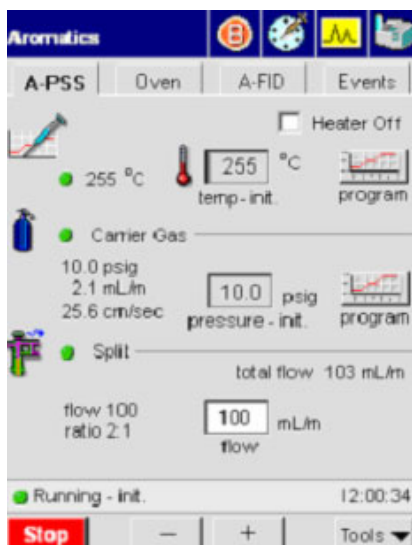 Aromatics
A-PSS Oven A-FID Events
Heater Off
255 °C 255 °C
temp-init. program
Carrier Gas
10.0 psig
2.1 mL/m 10.0 psig
25.6 cm/sec pressure - init. program
Split
total flow 103 mL/m
flow 100 100 mL/m
ratio 2:1 flow
Running - init. 12:00:34
Stop - + Tools